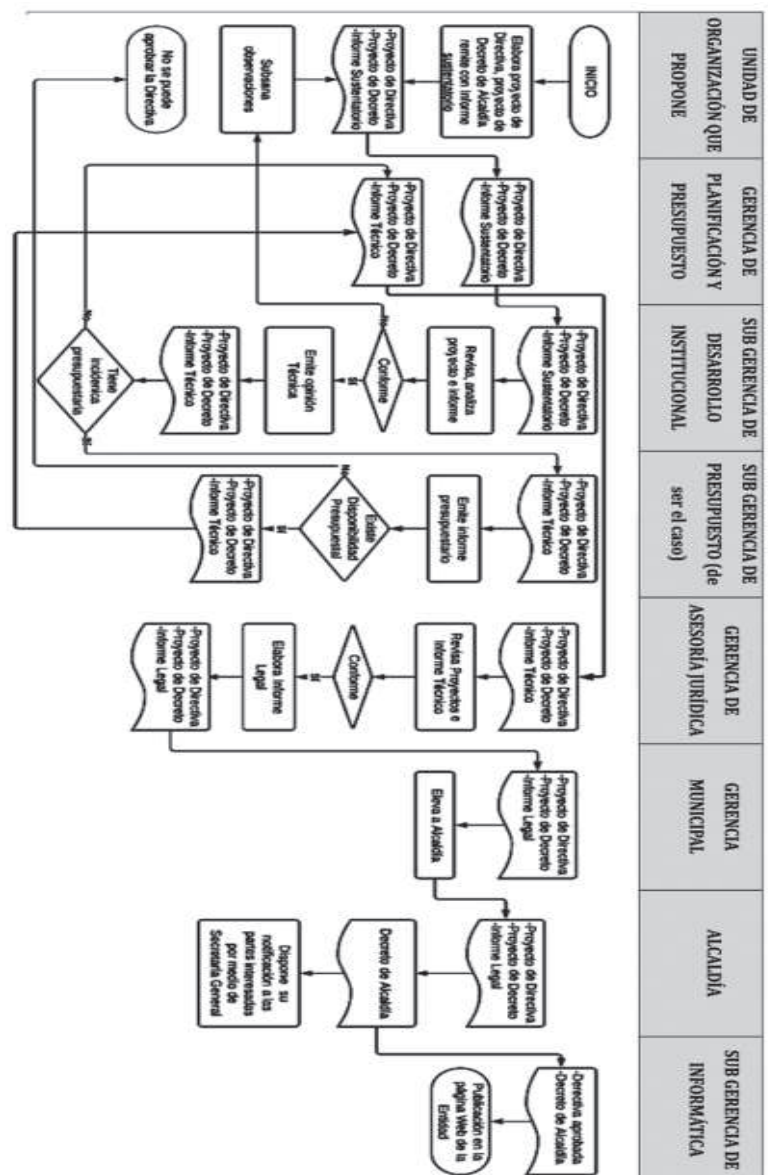 UNIDAD DE
ORGANIZACIÓN QUE
PROPONE
GERENCIA DE
PLANIFICACIÓN Y
PRESUPUESTO
SUB GERENCIA DE
DESARROLLO
INSTITUCIONAL
SUB GERENCIA DE
PRESUPUESTO (de
ser el caso)
GERENCIA DE
ASESORÍA JURÍDICA
GERENCIA
MUNICIPAL
ALCALDÍA
SUB GERENCIA DE
INFORMÁTICA
INICIO
Elabora proyecto de
Directiva, proyecto de
Decreto de Alcaldía
remite con Informe
sustentatorio
-Proyecto de Directiva
-Proyecto de Decreto
-Informe Sustentatorio
Subsana
observaciones
No se puede
aprobar la Directiva
-Proyecto de Directiva
-Proyecto de Decreto
-Informe Sustentatorio
-Proyecto de Directiva
-Proyecto de Decreto
-Informe Técnico
-Proyecto de Directiva
-Proyecto de Decreto
-Informe Sustentatorio
Revisa, analiza
proyecto e informe
Conforme
No
SI
Emite opinión
Técnica
-Proyecto de Directiva
-Proyecto de Decreto
-Informe Técnico
Tiene
incidenica
presupuestaria
No
SI
-Proyecto de Directiva
-Proyecto de Decreto
-Informe Técnico
Emite informe
presupuestario
Existe
Disponibilidad
Presupuestal
No
SI
-Proyecto de Directiva
-Proyecto de Decreto
-Informe Técnico
-Proyecto de Directiva
-Proyecto de Decreto
-Informe Técnico
Revisa Proyectos e
Informe Técnico
Conforme
SI
Elabora Informe
Legal
-Proyecto de Directiva
-Proyecto de Decreto
-Informe Legal
-Proyecto de Directiva
-Proyecto de Decreto
-Informe Legal
Eleva a Alcaldía
-Proyecto de Directiva
-Proyecto de Decreto
-Informe Legal
Decreto de Alcaldía
Dispone su
notificación a las
partes interesadas
por medio de
Secretaría General
-Derectiva aprobada
-Decreto de Alcaldía
Publicación en la
página Web de la
Entidad